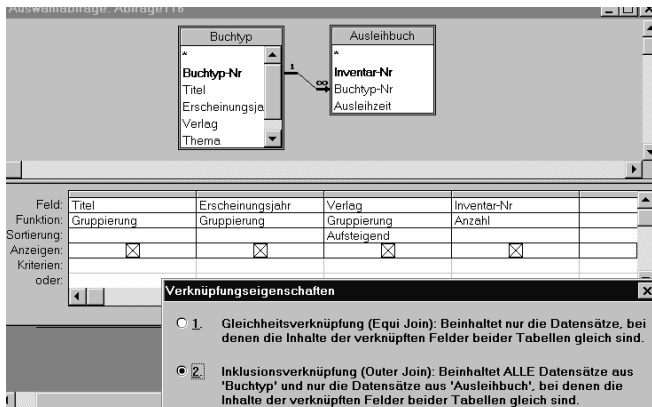 Auswahlabfrage: Abfrage116
Buchtyp
*
Buchtyp-Nr
Titel
Erscheinungsja
Verlag
Thema
1
∞
Ausleihbuch
*
Inventar-Nr
Buchtyp-Nr
Ausleihzeit
Feld: Titel Erscheinungsjahr Verlag Inventar-Nr
Funktion: Gruppierung Gruppierung Gruppierung Anzahl
Sortierung: Aufsteigend
Anzeigen:
Kriterien:
oder:
Verknüpfungseigenschaften
1. Gleichheitsverknüpfung (Equi Join): Beinhaltet nur die Datensätze, bei
denen die Inhalte der verknüpften Felder beider Tabellen gleich sind.
2. Inklusionsverknüpfung (Outer Join): Beinhaltet ALLE Datensätze aus
'Buchtyp' und nur die Datensätze aus 'Ausleihbuch', bei denen die
Inhalte der verknüpften Felder beider Tabellen gleich sind.